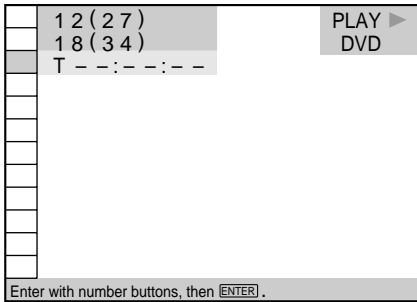 12(27)
18(34)
T – –:– –:– –
PLAY
DVD
Enter with number buttons, then ENTER.